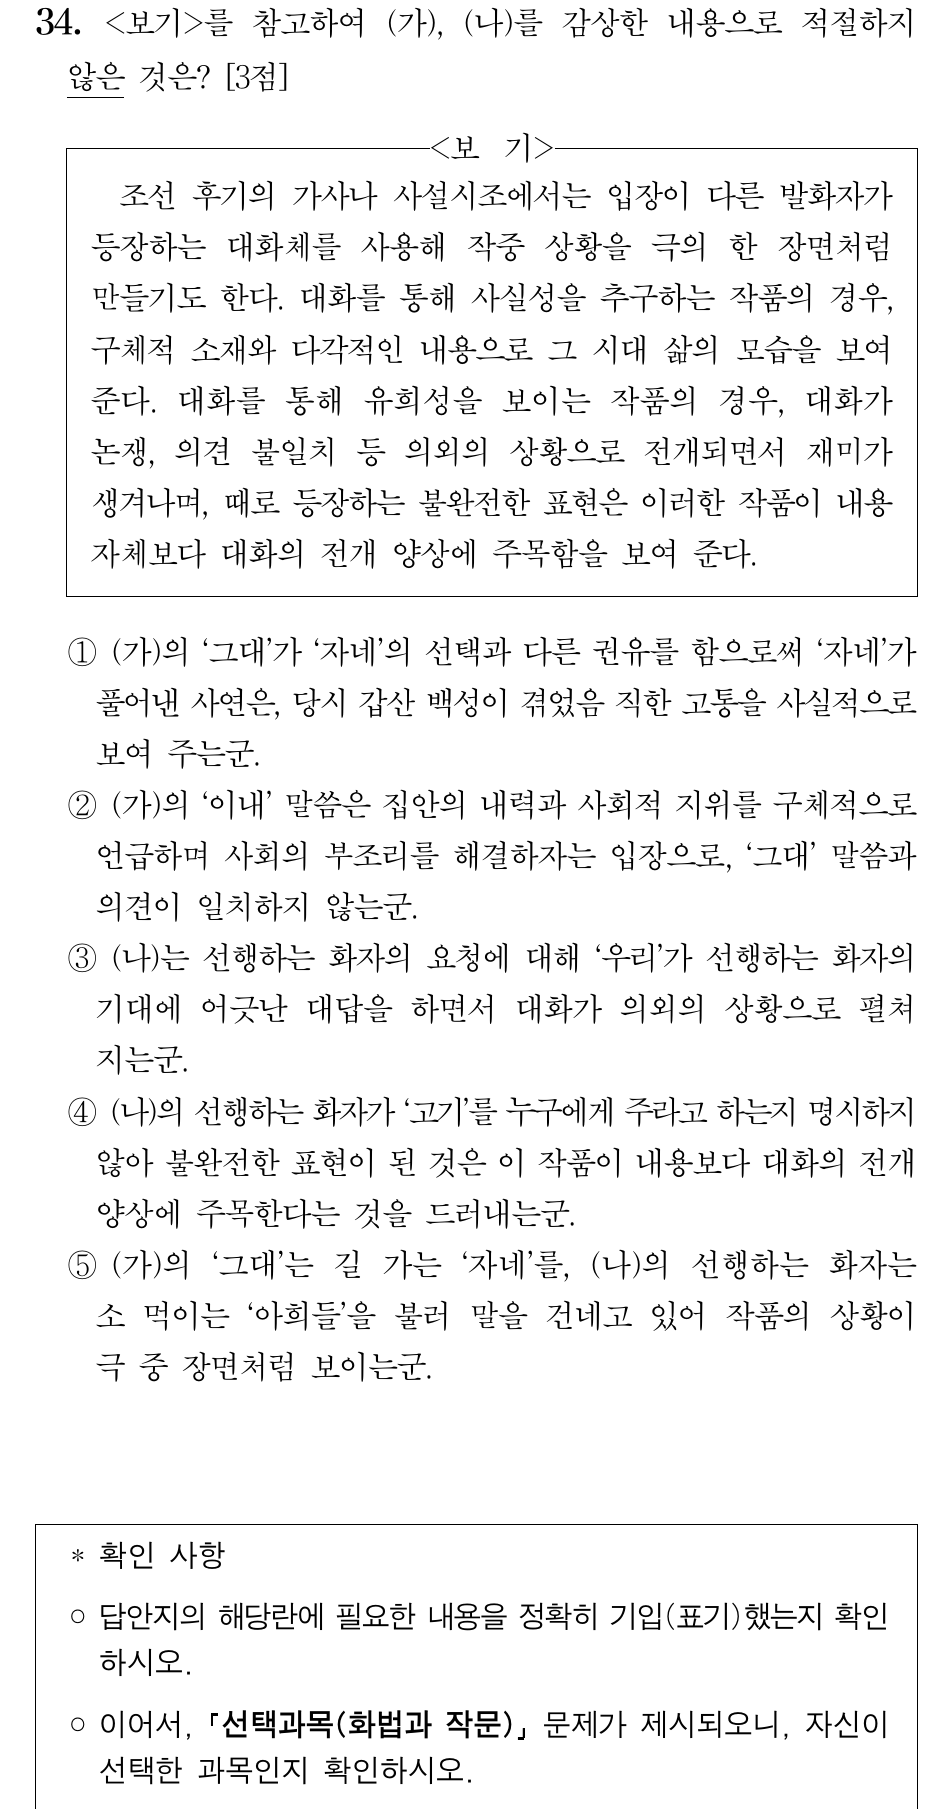 34. <보기>를 참고하여 (가), (나)를 감상한 내용으로 적절하지
않은 것은? [3점]
<보 기>
조선 후기의 가사나 사설시조에서는 입장이 다른 발화자가
등장하는 대화체를 사용해 작중 상황을 극의 한 장면처럼
만들기도 한다. 대화를 통해 사실성을 추구하는 작품의 경우,
구체적 소재와 다각적인 내용으로 그 시대 삶의 모습을 보여
준다. 대화를 통해 유희성을 보이는 작품의 경우, 대화가
논쟁, 의견 불일치 등 의외의 상황으로 전개되면서 재미가
생겨나며, 때로 등장하는 불완전한 표현은 이러한 작품이 내용
자체보다 대화의 전개 양상에 주목함을 보여 준다.
① (가)의 ‘그대’가 ‘자네’의 선택과 다른 권유를 함으로써 ‘자네’가
풀어낸 사연은, 당시 갑산 백성이 겪었음 직한 고통을 사실적으로
보여 주는군.
② (가)의 ‘이내’ 말씀은 집안의 내력과 사회적 지위를 구체적으로
언급하며 사회의 부조리를 해결하자는 입장으로, ‘그대’ 말씀과
의견이 일치하지 않는군.
③ (나)는 선행하는 화자의 요청에 대해 ‘우리’가 선행하는 화자의
기대에 어긋난 대답을 하면서 대화가 의외의 상황으로 펼쳐
지는군.
④ (나)의 선행하는 화자가 ‘고기’를 누구에게 주라고 하는지 명시하지
않아 불완전한 표현이 된 것은 이 작품이 내용보다 대화의 전개
양상에 주목한다는 것을 드러내는군.
⑤ (가)의 ‘그대’는 길 가는 ‘자네’를, (나)의 선행하는 화자는
소 먹이는 ‘아희들’을 불러 말을 건네고 있어 작품의 상황이
극 중 장면처럼 보이는군.
* 확인 사항
○ 답안지의 해당란에 필요한 내용을 정확히 기입(표기)했는지 확인
하시오.
○ 이어서, 「선택과목(화법과 작문)」 문제가 제시되오니, 자신이
선택한 과목인지 확인하시오.